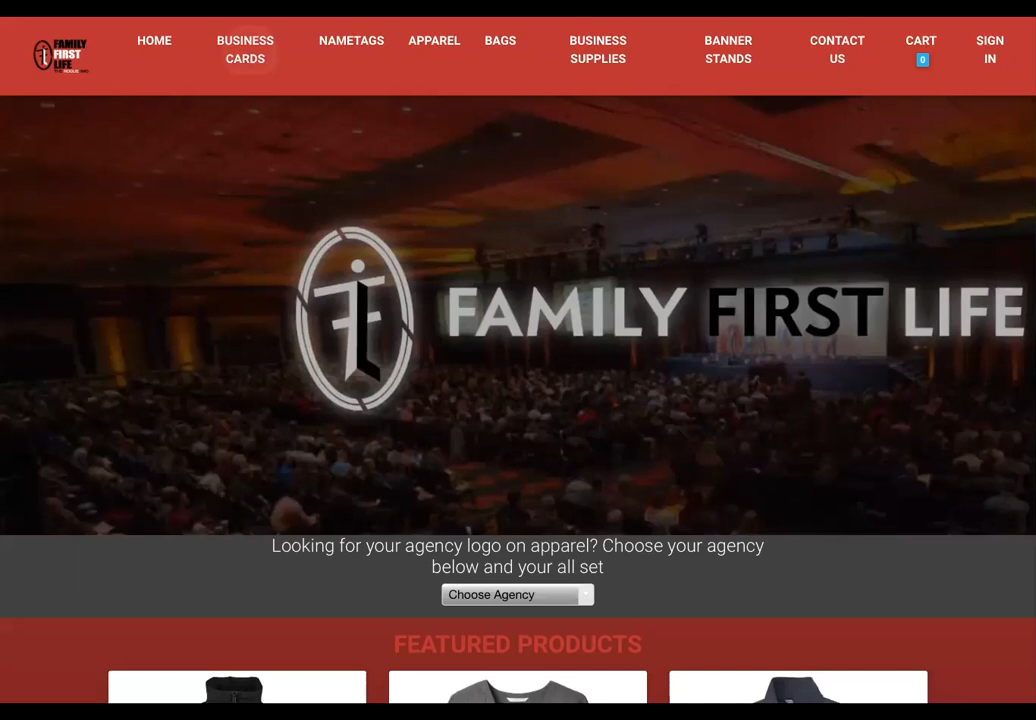 FAMILY
FIRST
LIFE
HOME
BUSINESS
CARDS
NAMETAGS
APPAREL
BAGS
BUSINESS
SUPPLIES
BANNER
STANDS
CONTACT
US
CART
0
SIGN
IN
FAMILY FIRST LIFE
Looking for your agency logo on apparel? Choose your agency
below and your all set
Choose Agency
FEATURED PRODUCTS